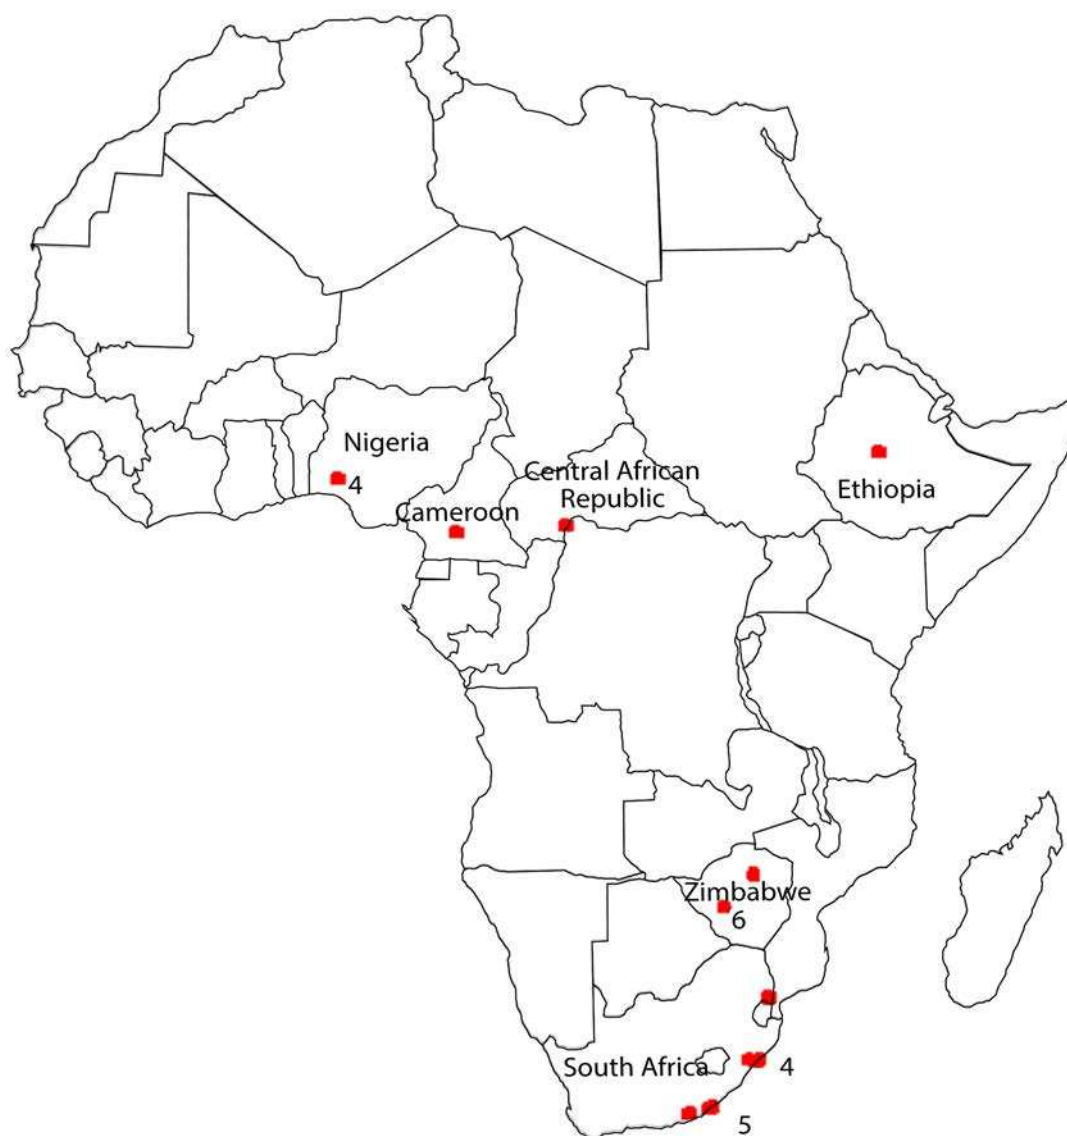 Nigeria
4
Cameroon
Central African
Republic
Ethiopia
Zimbabwe
6
South Africa
4
5